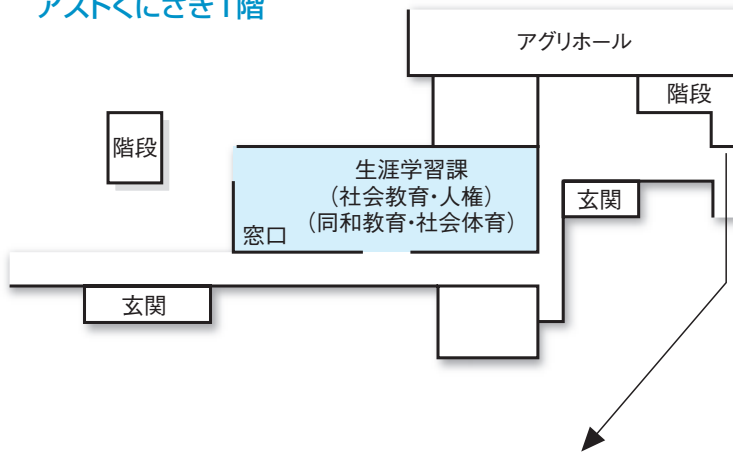 アストくにさき1階
アグリホール
階段
階段
生涯学習課
（社会教育・人権）
（同和教育・社会体育）
窓口
玄関
玄関